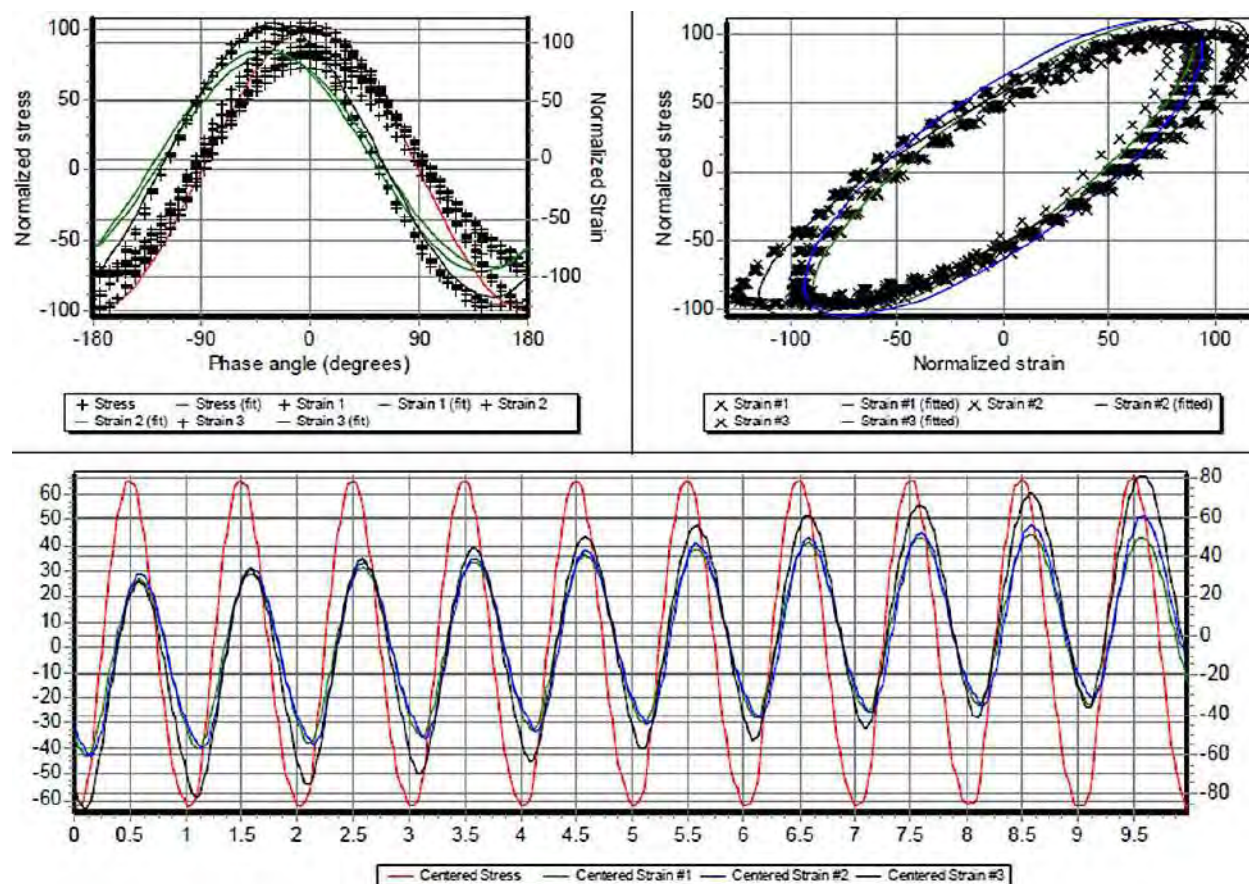 100
50
0
-50
-100
Normalized stress
100
50
0
-50
-100
Normalized Strain
-180 -90 0 90 180
Phase angle (degrees)
Stress Stress (fit) Strain 1 Strain 1 (fit) Strain 2
Strain 2 (fit) Strain 3 Strain 3 (fit)
100
50
0
-50
-100
Normalized stress
-100 -50 0 50 100
Normalized strain
Strain #1 Strain #1 (fitted) Strain #2 Strain #2 (fitted)
Strain #3 Strain #3 (fitted)
60
50
40
30
20
10
0
-10
-20
-30
-40
-50
-60
80
60
40
20
0
-20
-40
-60
-80
0 0.5 1 1.5 2 2.5 3 3.5 4 4.5 5 5.5 6 6.5 7 7.5 8 8.5 9 9.5
Centered Stress Centered Strain #1 Centered Strain #2 Centered Strain #3